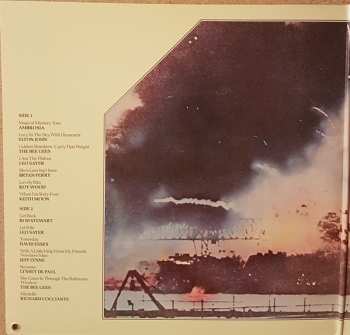 SIDE 1
Magical Mystery Tour
AMBROSIA
Lucy In The Sky With Diamonds
ELTON JOHN
Golden Slumbers, Carry That Weight
THE BEE GEES
I Am The Walrus
LEO SAYER
She's Leaving Home
BRYAN FERRY
Lovely Rita
ROY WOOD
When I'm Sixty Four
KEITH MOON
SIDE 2
Get Back
ROD STEWART
Let It Be
LEO SAYER
Yesterday
DAVID ESSEX
With A Little Help From My Friends
Nowhere Man
JEFF LYNNE
Because
LYNSEY DE PAUL
She Came In Through The Bathroom
Window
THE BEE GEES
Michelle
RICHARD COCCIANTE